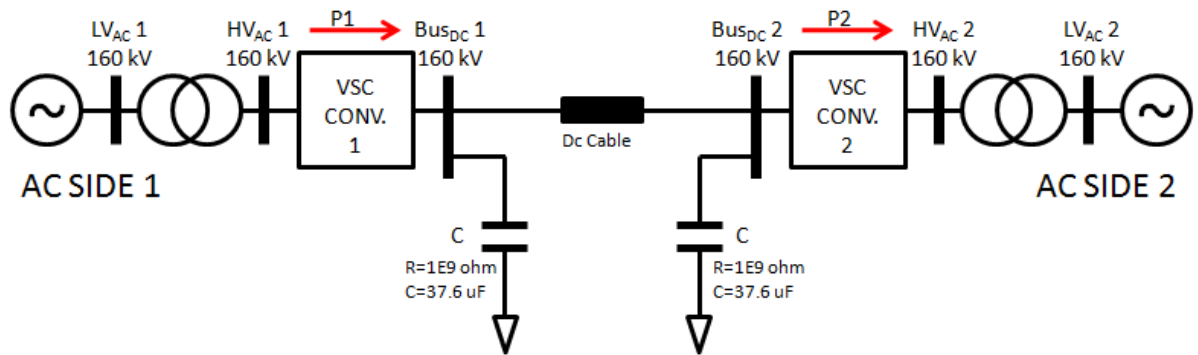 P1
P2
LV_AC 1
160 kV
HV_AC 1
160 kV
Bus_DC 1
160 kV
Bus_DC 2
160 kV
HV_AC 2
160 kV
LV_AC 2
160 kV
VSC
CONV.
1
VSC
CONV.
2
Dc Cable
AC SIDE 1
AC SIDE 2
C
R=1E9 ohm
C=37.6 uF
C
R=1E9 ohm
C=37.6 uF